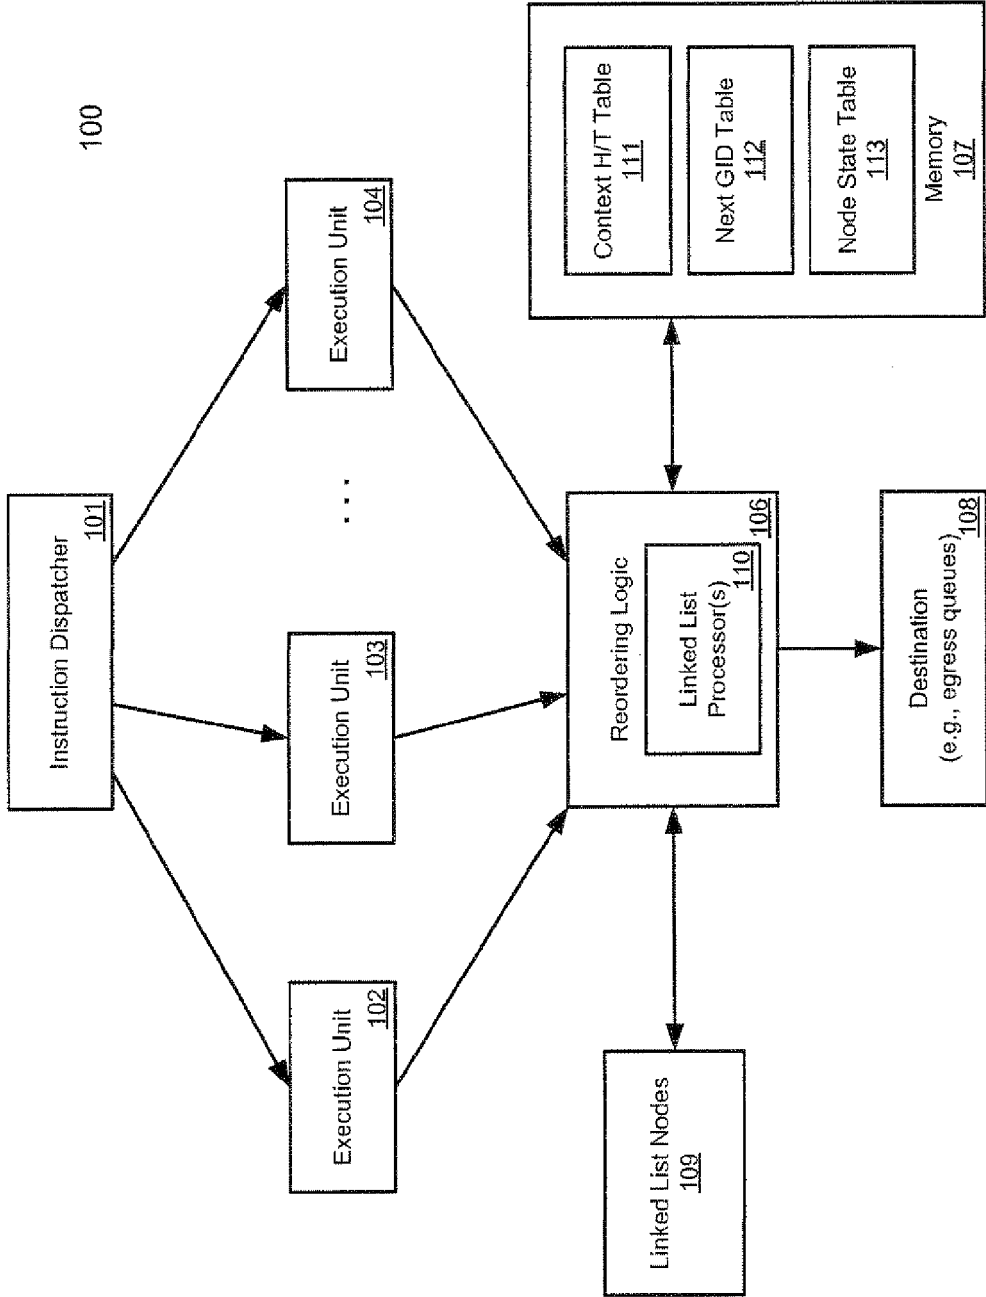 100
Instruction Dispatcher
101
Execution Unit
102
Execution Unit
103
. . .
Execution Unit
104
Linked List Nodes
109
Reordering Logic
106
Linked List
Processor(s)
110
Context H/T Table
111
Next GID Table
112
Node State Table
113
Memory
107
Destination
(e.g., egress queues)
108